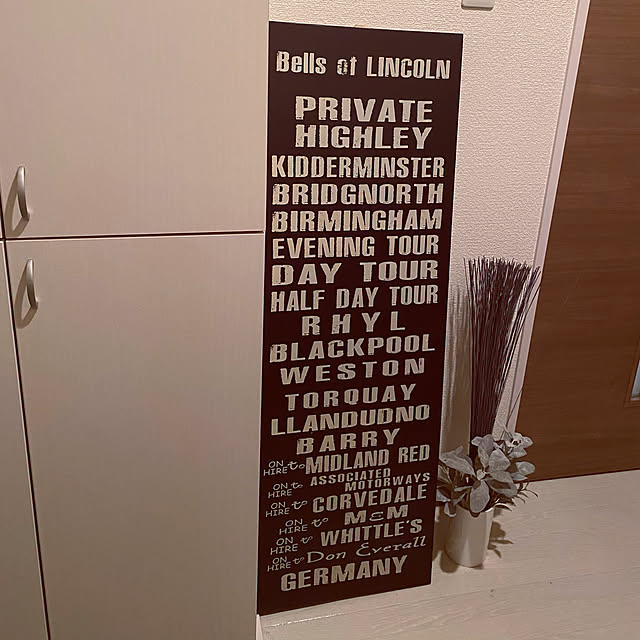 Bells of LINCOLN
PRIVATE
HIGHLEY
KIDDERMINSTER
BRIDGNORTH
BIRMINGHAM
EVENING TOUR
DAY TOUR
HALF DAY TOUR
RHYL
BLACKPOOL
WESTON
TORQUAY
LLANDUDNO
BARRY
ON HIRE to MIDLAND RED
ON HIRE to ASSOCIATED MOTORWAYS
ON HIRE to CORVEDALE
ON HIRE to M&M
ON HIRE to WHITTLE'S
ON HIRE to Don Everall
GERMANY